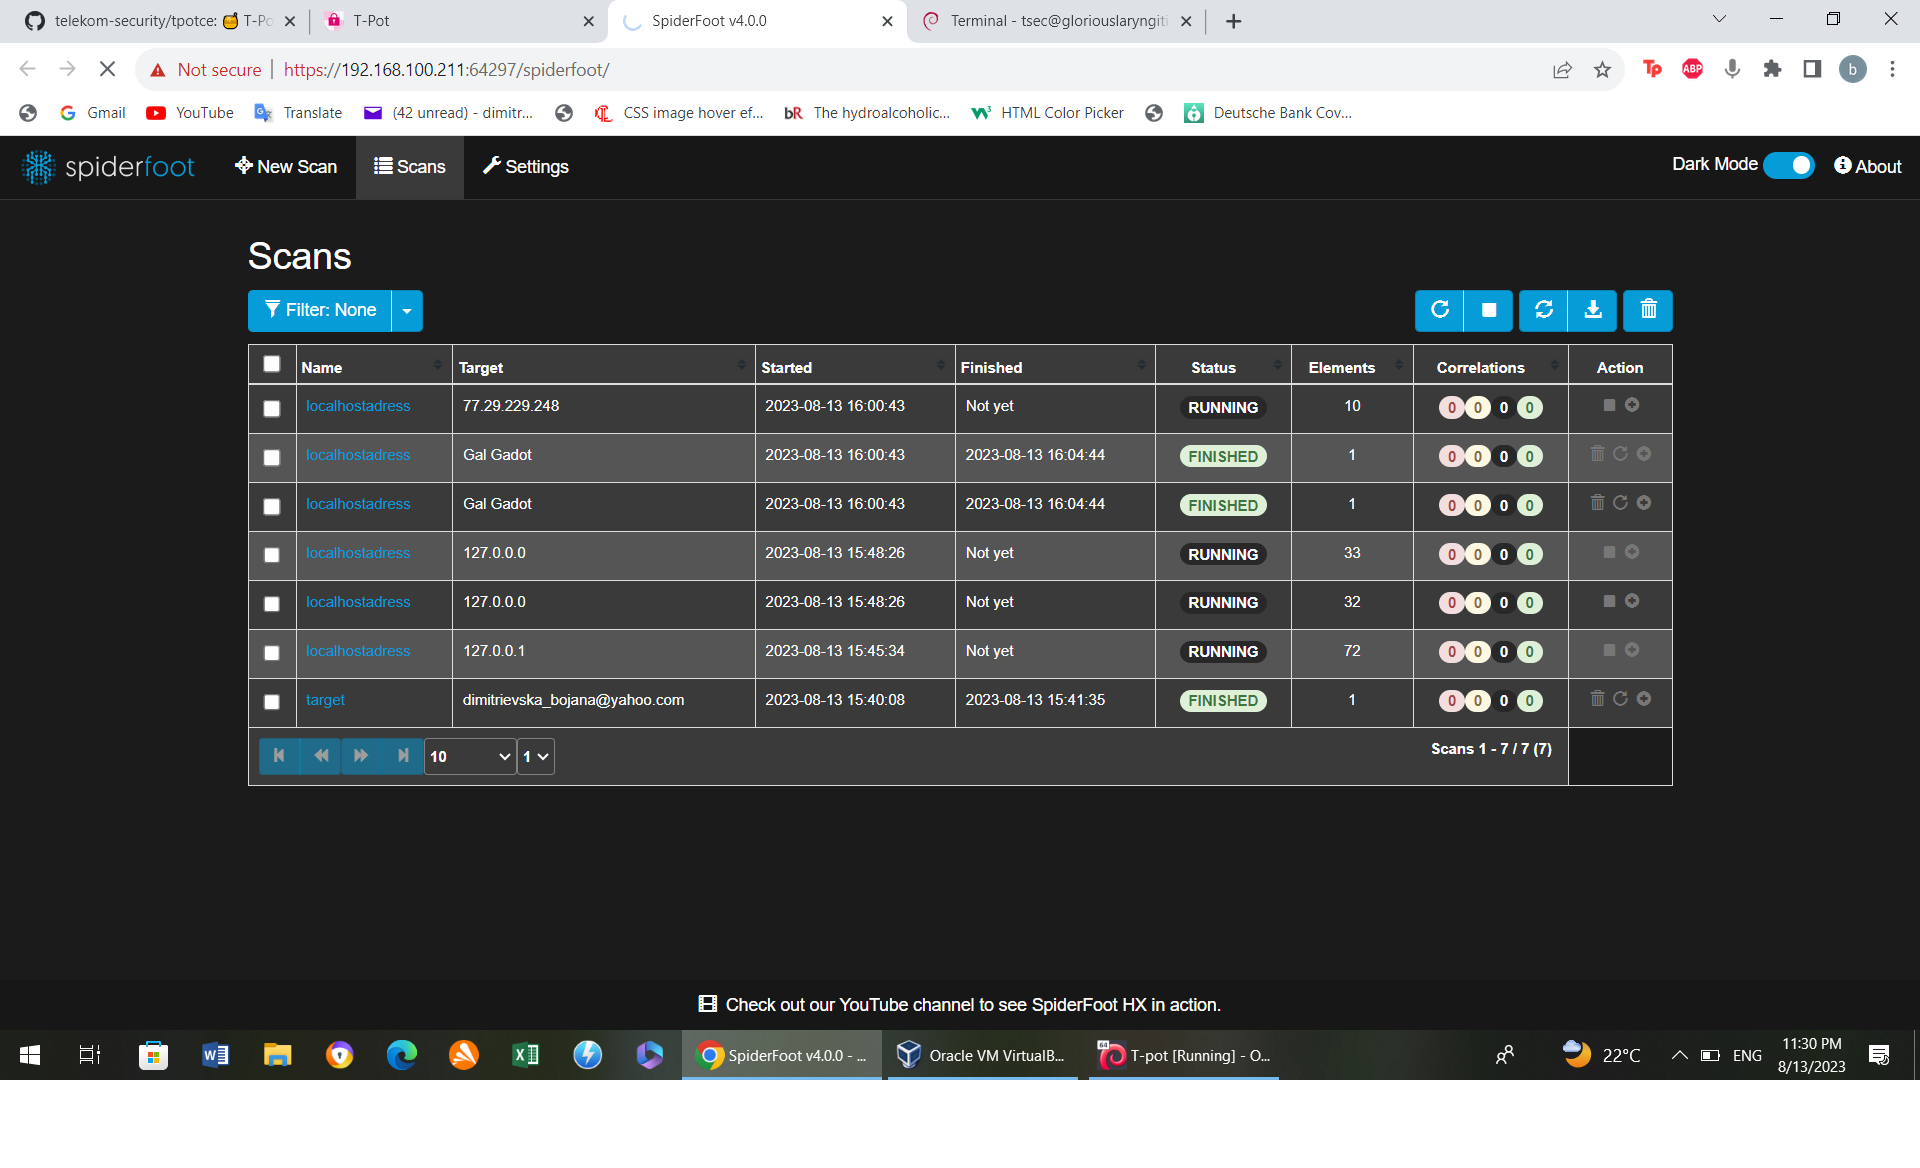 telekom-security/tpotce: 🍯 T-Po
T-Pot
SpiderFoot v4.0.0
Terminal - tsec@gloriouslaryngiti
Not secure
https://192.168.100.211:64297/spiderfoot/
Tp
ABP
b
Gmail
YouTube
Translate
(42 unread) - dimitr...
CSS image hover ef...
bR
The hydroalcoholic...
HTML Color Picker
Deutsche Bank Cov...
spiderfoot
New Scan
Scans
Settings
Dark Mode
About
Scans
Filter: None
Name Target Started Finished Status Elements Correlations Action
localhostadress 77.29.229.248 2023-08-13 16:00:43 Not yet RUNNING 10 0 0 0 0
localhostadress Gal Gadot 2023-08-13 16:00:43 2023-08-13 16:04:44 FINISHED 1 0 0 0 0
localhostadress Gal Gadot 2023-08-13 16:00:43 2023-08-13 16:04:44 FINISHED 1 0 0 0 0
localhostadress 127.0.0.0 2023-08-13 15:48:26 Not yet RUNNING 33 0 0 0 0
localhostadress 127.0.0.0 2023-08-13 15:48:26 Not yet RUNNING 32 0 0 0 0
localhostadress 127.0.0.1 2023-08-13 15:45:34 Not yet RUNNING 72 0 0 0 0
target dimitrievska_bojana@yahoo.com 2023-08-13 15:40:08 2023-08-13 15:41:35 FINISHED 1 0 0 0 0
10
1
Scans 1 - 7 / 7 (7)
Check out our YouTube channel to see SpiderFoot HX in action.
SpiderFoot v4.0.0 - ...
Oracle VM VirtualB...
64
T-pot [Running] - O...
22°C
ENG
11:30 PM
8/13/2023